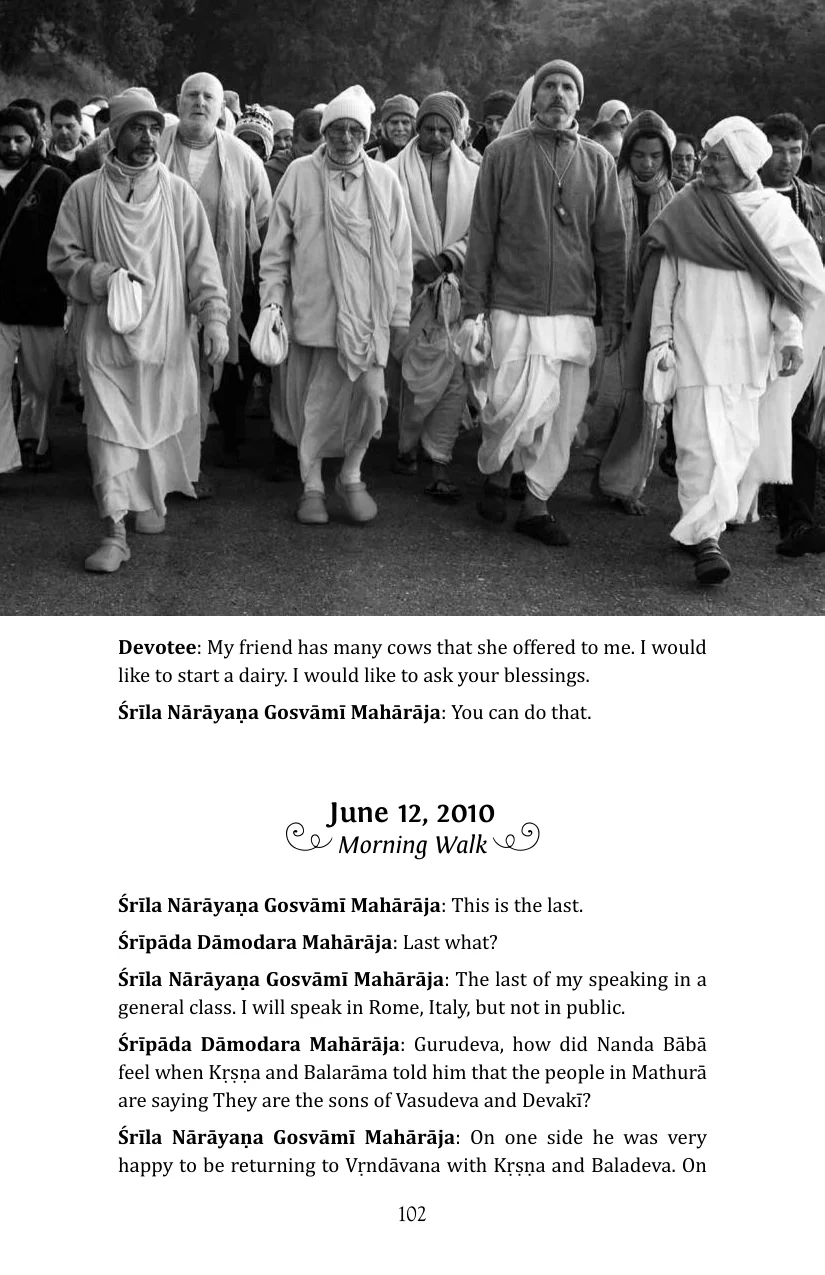 Devotee: My friend has many cows that she offered to me. I would
like to start a dairy. I would like to ask your blessings.
Śrīla Nārāyaṇa Gosvāmī Mahārāja: You can do that.
June 12, 2010
Morning Walk
Śrīla Nārāyaṇa Gosvāmī Mahārāja: This is the last.
Śrīpāda Dāmodara Mahārāja: Last what?
Śrīla Nārāyaṇa Gosvāmī Mahārāja: The last of my speaking in a
general class. I will speak in Rome, Italy, but not in public.
Śrīpāda Dāmodara Mahārāja: Gurudeva, how did Nanda Bābā
feel when Kṛṣṇa and Balarāma told him that the people in Mathurā
are saying They are the sons of Vasudeva and Devakī?
Śrīla Nārāyaṇa Gosvāmī Mahārāja: On one side he was very
happy to be returning to Vṛndāvana with Kṛṣṇa and Baladeva. On
102